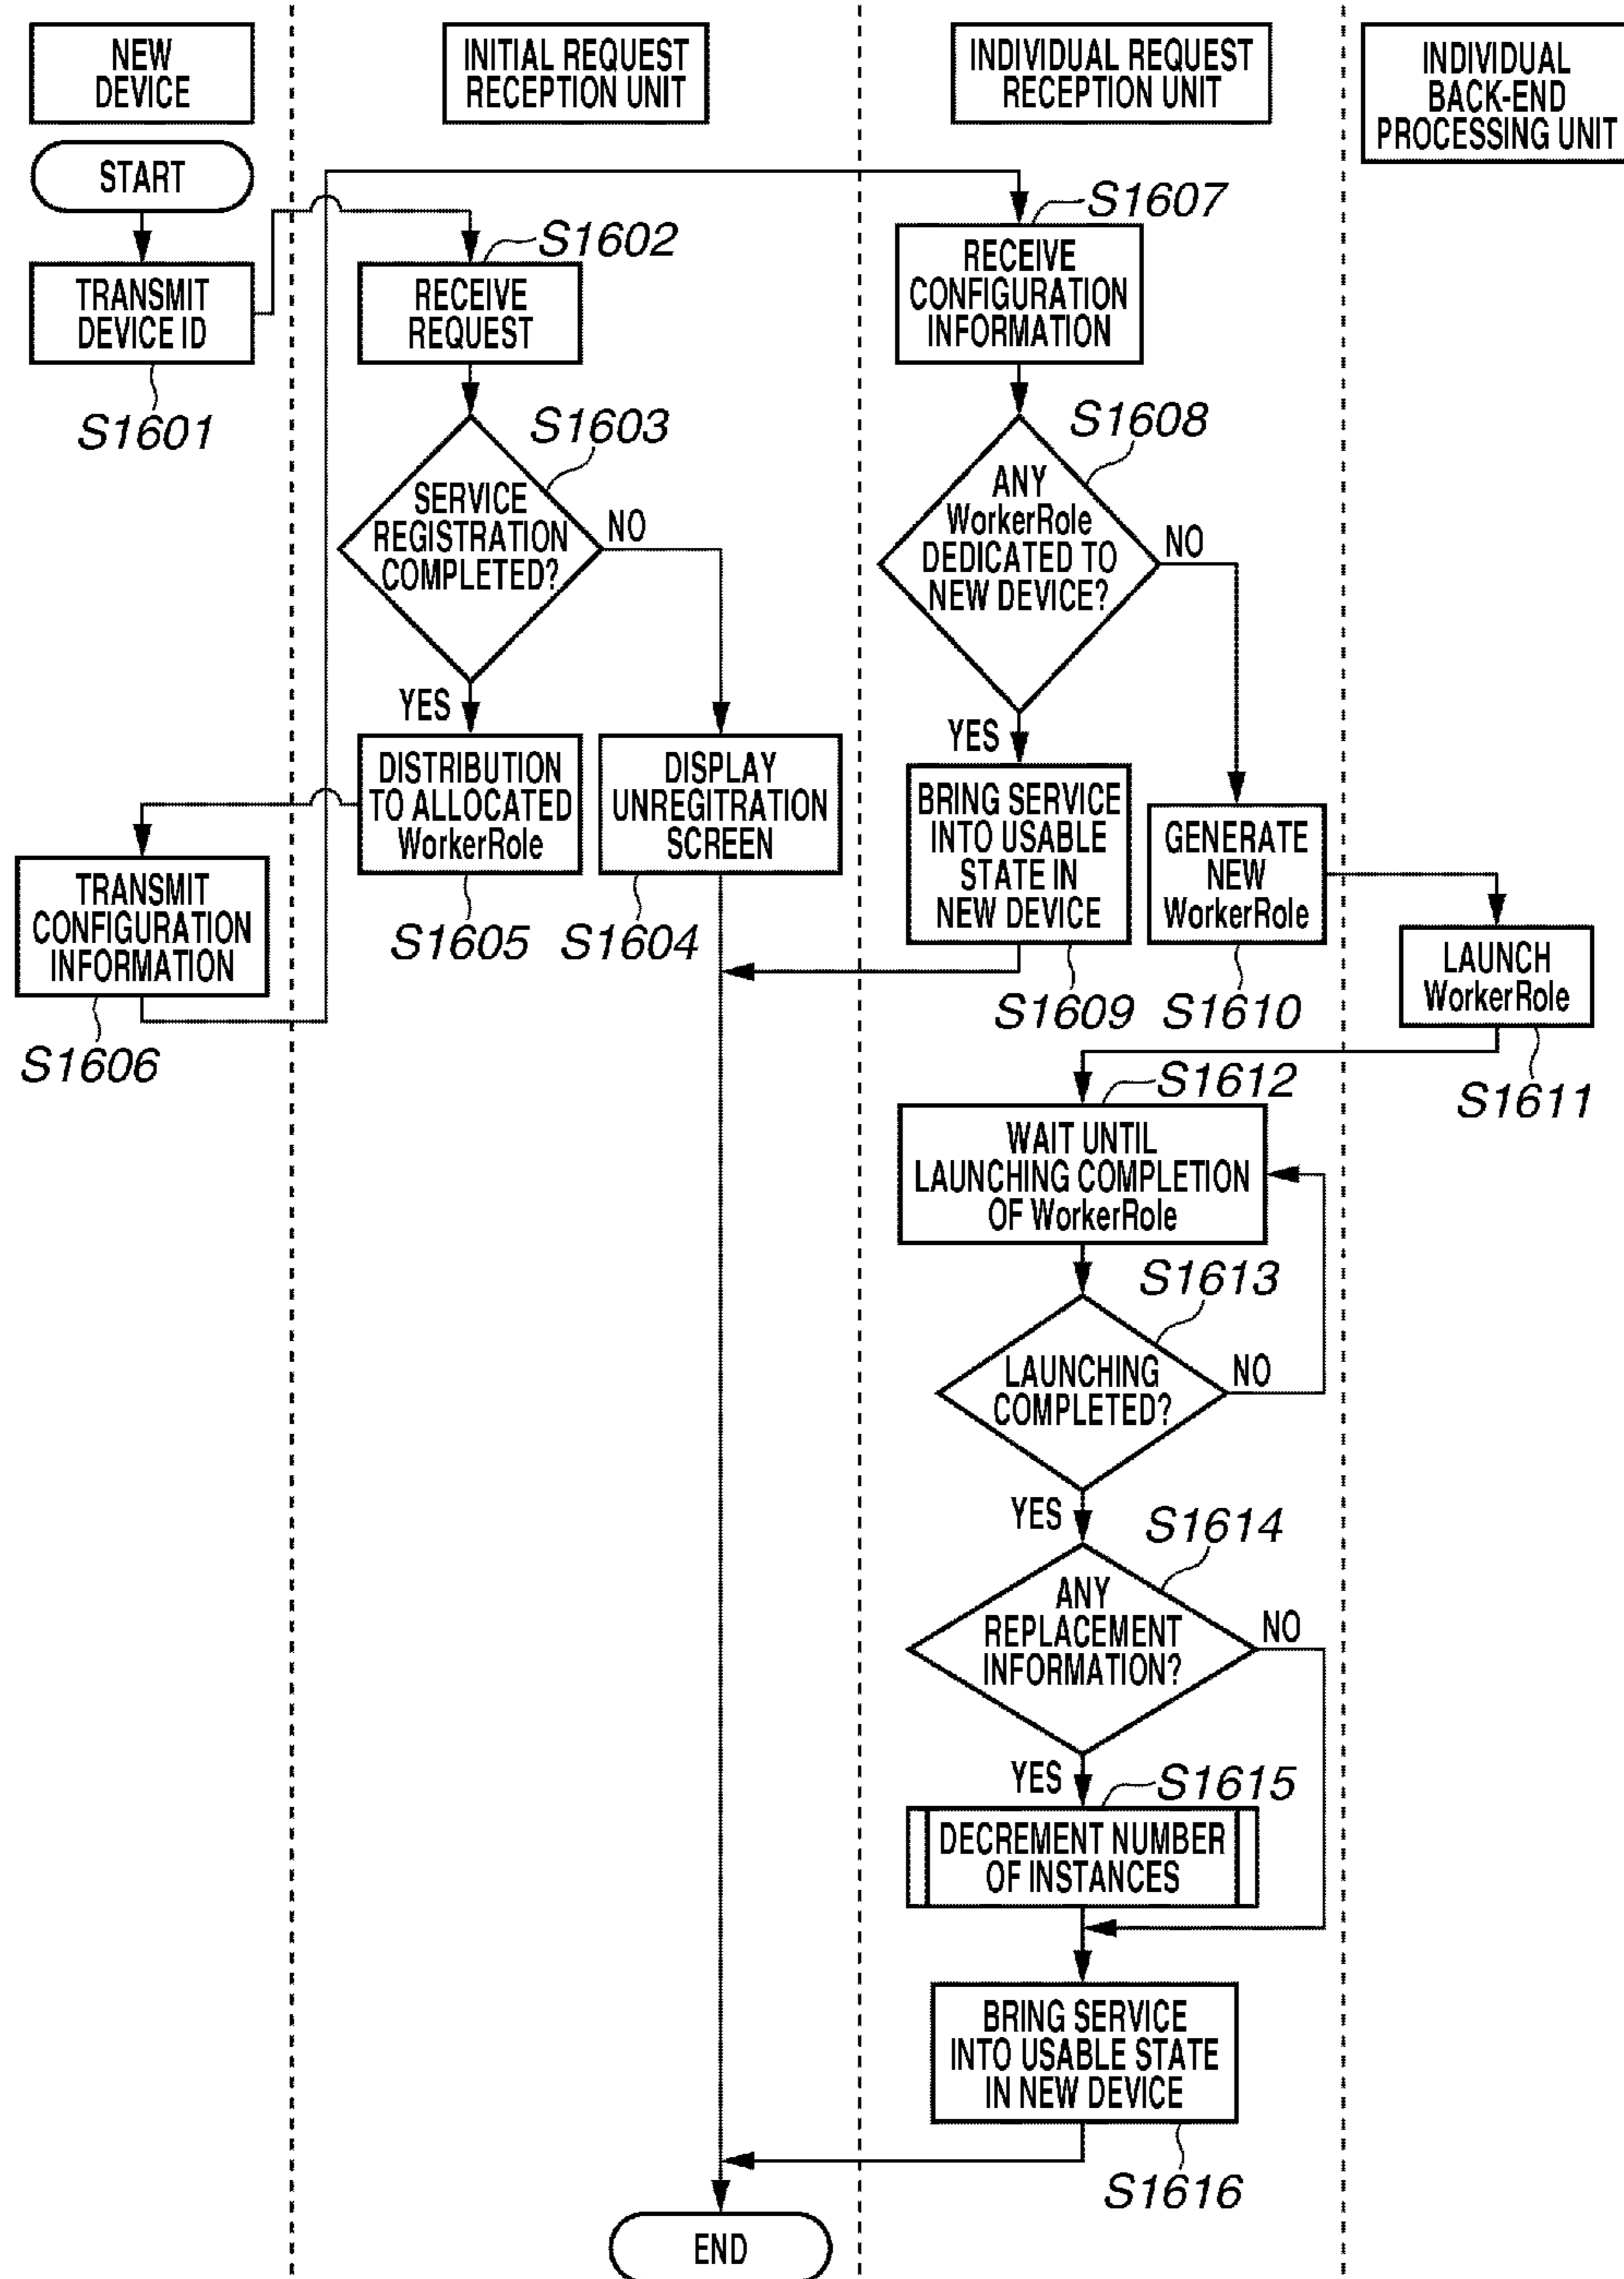 NEW
DEVICE
INITIAL REQUEST
RECEPTION UNIT
INDIVIDUAL REQUEST
RECEPTION UNIT
INDIVIDUAL
BACK-END
PROCESSING UNIT
START
TRANSMIT
DEVICE ID
S1601
S1602
RECEIVE
REQUEST
S1603
SERVICE
REGISTRATION
COMPLETED?
NO
YES
DISTRIBUTION
TO ALLOCATED
WorkerRole
S1605
DISPLAY
UNREGITRATION
SCREEN
S1604
TRANSMIT
CONFIGURATION
INFORMATION
S1606
S1607
RECEIVE
CONFIGURATION
INFORMATION
S1608
ANY
WorkerRole
DEDICATED TO
NEW DEVICE?
NO
YES
BRING SERVICE
INTO USABLE
STATE IN
NEW DEVICE
S1609
GENERATE
NEW
WorkerRole
S1610
LAUNCH
WorkerRole
S1611
S1612
WAIT UNTIL
LAUNCHING COMPLETION
OF WorkerRole
S1613
LAUNCHING
COMPLETED?
NO
YES
S1614
ANY
REPLACEMENT
INFORMATION?
NO
YES
S1615
DECREMENT NUMBER
OF INSTANCES
BRING SERVICE
INTO USABLE STATE
IN NEW DEVICE
S1616
END